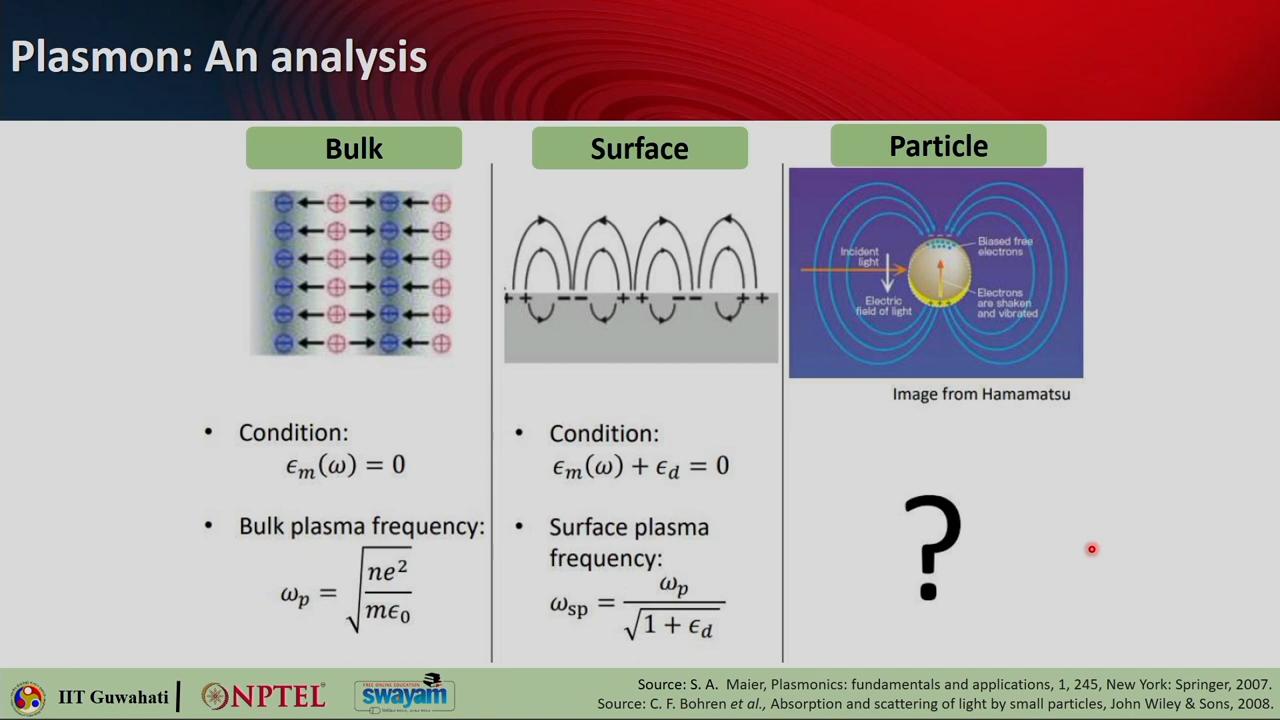 Plasmon: An analysis
Bulk
Surface
Particle
Incident
light
Electric
field of light
Biased free
electrons
Electrons
are shaken
and vibrated
Image from Hamamatsu
• Condition:
ϵm(ω) = 0
• Bulk plasma frequency:
ωp = √(ne²/mϵ0)
• Condition:
ϵm(ω) + ϵd = 0
• Surface plasma
frequency:
ωsp = ωp/√(1 + ϵd)
?
IIT Guwahati
NPTEL
FREE ONLINE EDUCATION
swayam
Source: S. A. Maier, Plasmonics: fundamentals and applications, 1, 245, New York: Springer, 2007.
Source: C. F. Bohren et al., Absorption and scattering of light by small particles, John Wiley & Sons, 2008.